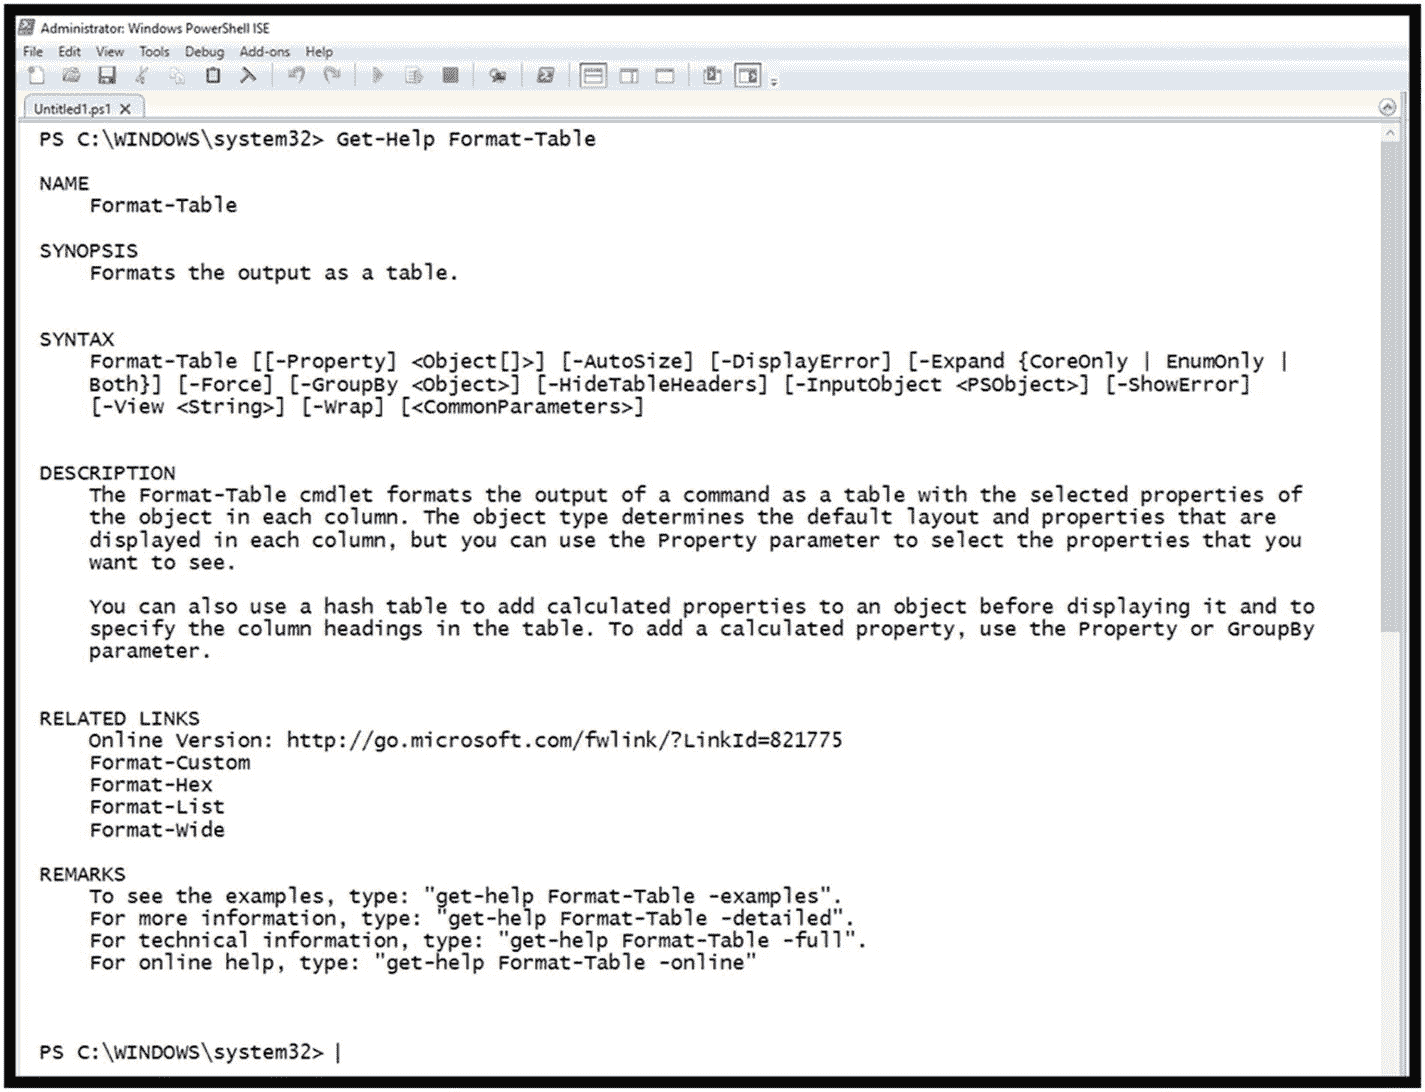 Administrator: Windows PowerShell ISE
File Edit View Tools Debug Add-ons Help
Untitled1.ps1 X
PS C:\WINDOWS\system32> Get-Help Format-Table
NAME
Format-Table
SYNOPSIS
Formats the output as a table.
SYNTAX
Format-Table [[-Property] <Object[]>] [-AutoSize] [-DisplayError] [-Expand {CoreOnly | EnumOnly |
Both}] [-Force] [-GroupBy <Object>] [-HideTableHeaders] [-InputObject <PSObject>] [-ShowError]
[-View <String>] [-Wrap] [<CommonParameters>]
DESCRIPTION
The Format-Table cmdlet formats the output of a command as a table with the selected properties of
the object in each column. The object type determines the default layout and properties that are
displayed in each column, but you can use the Property parameter to select the properties that you
want to see.
You can also use a hash table to add calculated properties to an object before displaying it and to
specify the column headings in the table. To add a calculated property, use the Property or GroupBy
parameter.
RELATED LINKS
Online Version: http://go.microsoft.com/fwlink/?LinkId=821775
Format-Custom
Format-Hex
Format-List
Format-Wide
REMARKS
To see the examples, type: "get-help Format-Table -examples".
For more information, type: "get-help Format-Table -detailed".
For technical information, type: "get-help Format-Table -full".
For online help, type: "get-help Format-Table -online"
PS C:\WINDOWS\system32>